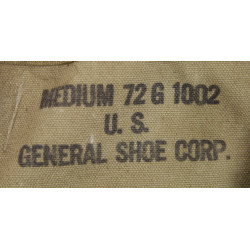 MEDIUM 72 G 1002
U. S.
GENERAL SHOE CORP.